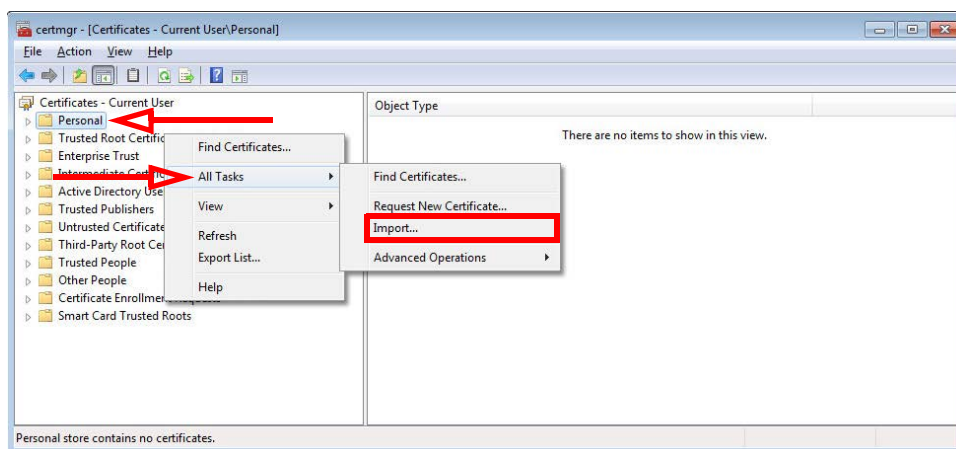 certmgr - [Certificates - Current User\Personal]
File Action View Help
Certificates - Current User
Personal
Trusted Root Certific
Enterprise Trust
Intermediate Certific
Active Directory Use
Trusted Publishers
Untrusted Certificate
Third-Party Root Cer
Trusted People
Other People
Certificate Enrollmen
Smart Card Trusted Roots
Find Certificates...
All Tasks
View
Refresh
Export List...
Help
Find Certificates...
Request New Certificate...
Import...
Advanced Operations
Object Type
There are no items to show in this view.
Personal store contains no certificates.